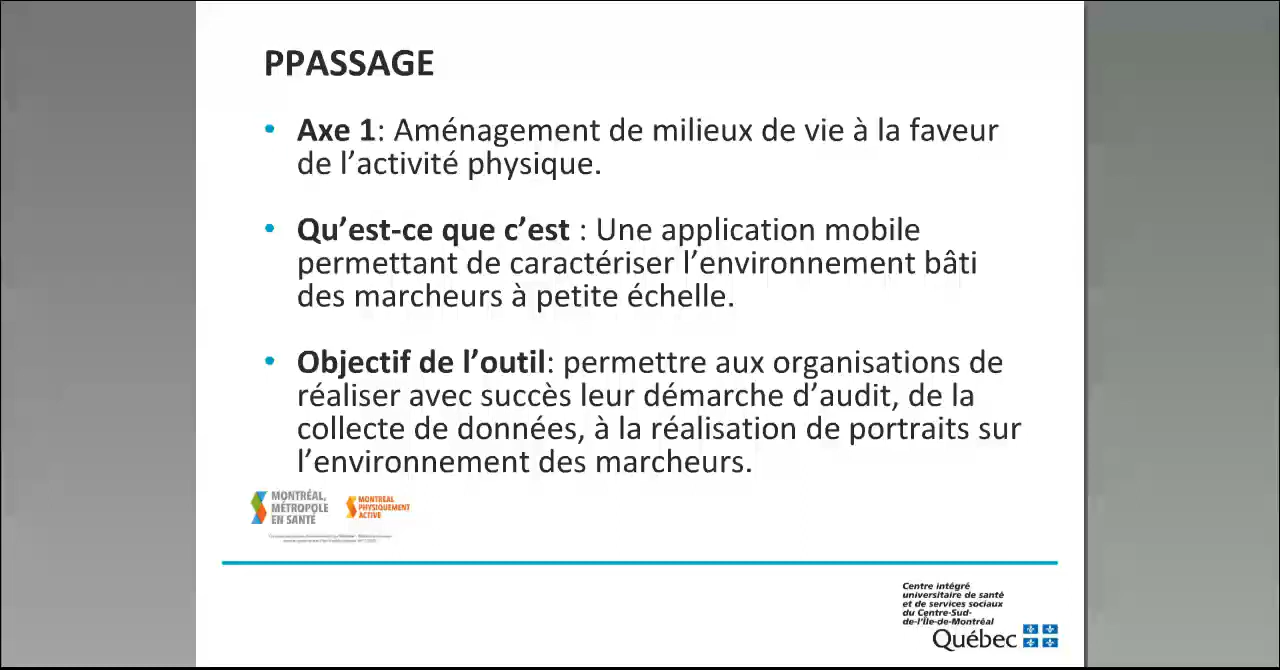 PPASSAGE
• Axe 1: Aménagement de milieux de vie à la faveur
de l’activité physique.
• Qu’est-ce que c’est : Une application mobile
permettant de caractériser l’environnement bâti
des marcheurs à petite échelle.
• Objectif de l’outil: permettre aux organisations de
réaliser avec succès leur démarche d’audit, de la
collecte de données, à la réalisation de portraits sur
l’environnement des marcheurs.
MONTRÉAL,
MÉTROPOLE
EN SANTÉ
MONTRÉAL
PHYSIQUEMENT
ACTIVE
Centre intégré
universitaire de santé
et de services sociaux
du Centre-Sud-
de-l’Île-de-Montréal
Québec